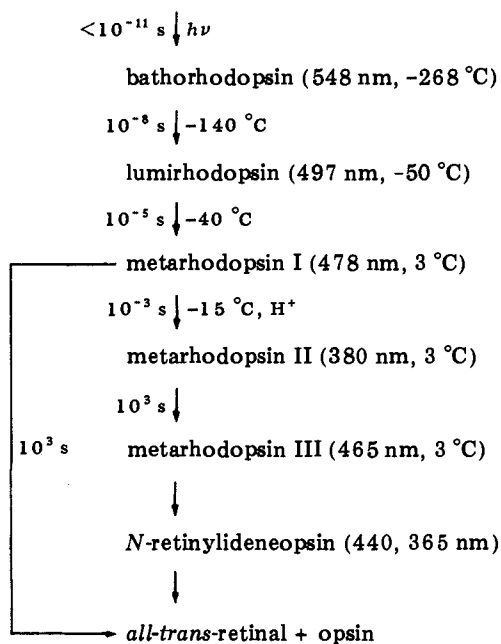 <10⁻¹¹ s hν
bathorhodopsin (548 nm, -268 °C)
10⁻⁸ s -140 °C
lumirhodopsin (497 nm, -50 °C)
10⁻⁵ s -40 °C
metarhodopsin I (478 nm, 3 °C)
10⁻³ s -15 °C, H⁺
metarhodopsin II (380 nm, 3 °C)
10³ s
10³ s metarhodopsin III (465 nm, 3 °C)
N-retinylideneopsin (440, 365 nm)
all-trans-retinal + opsin